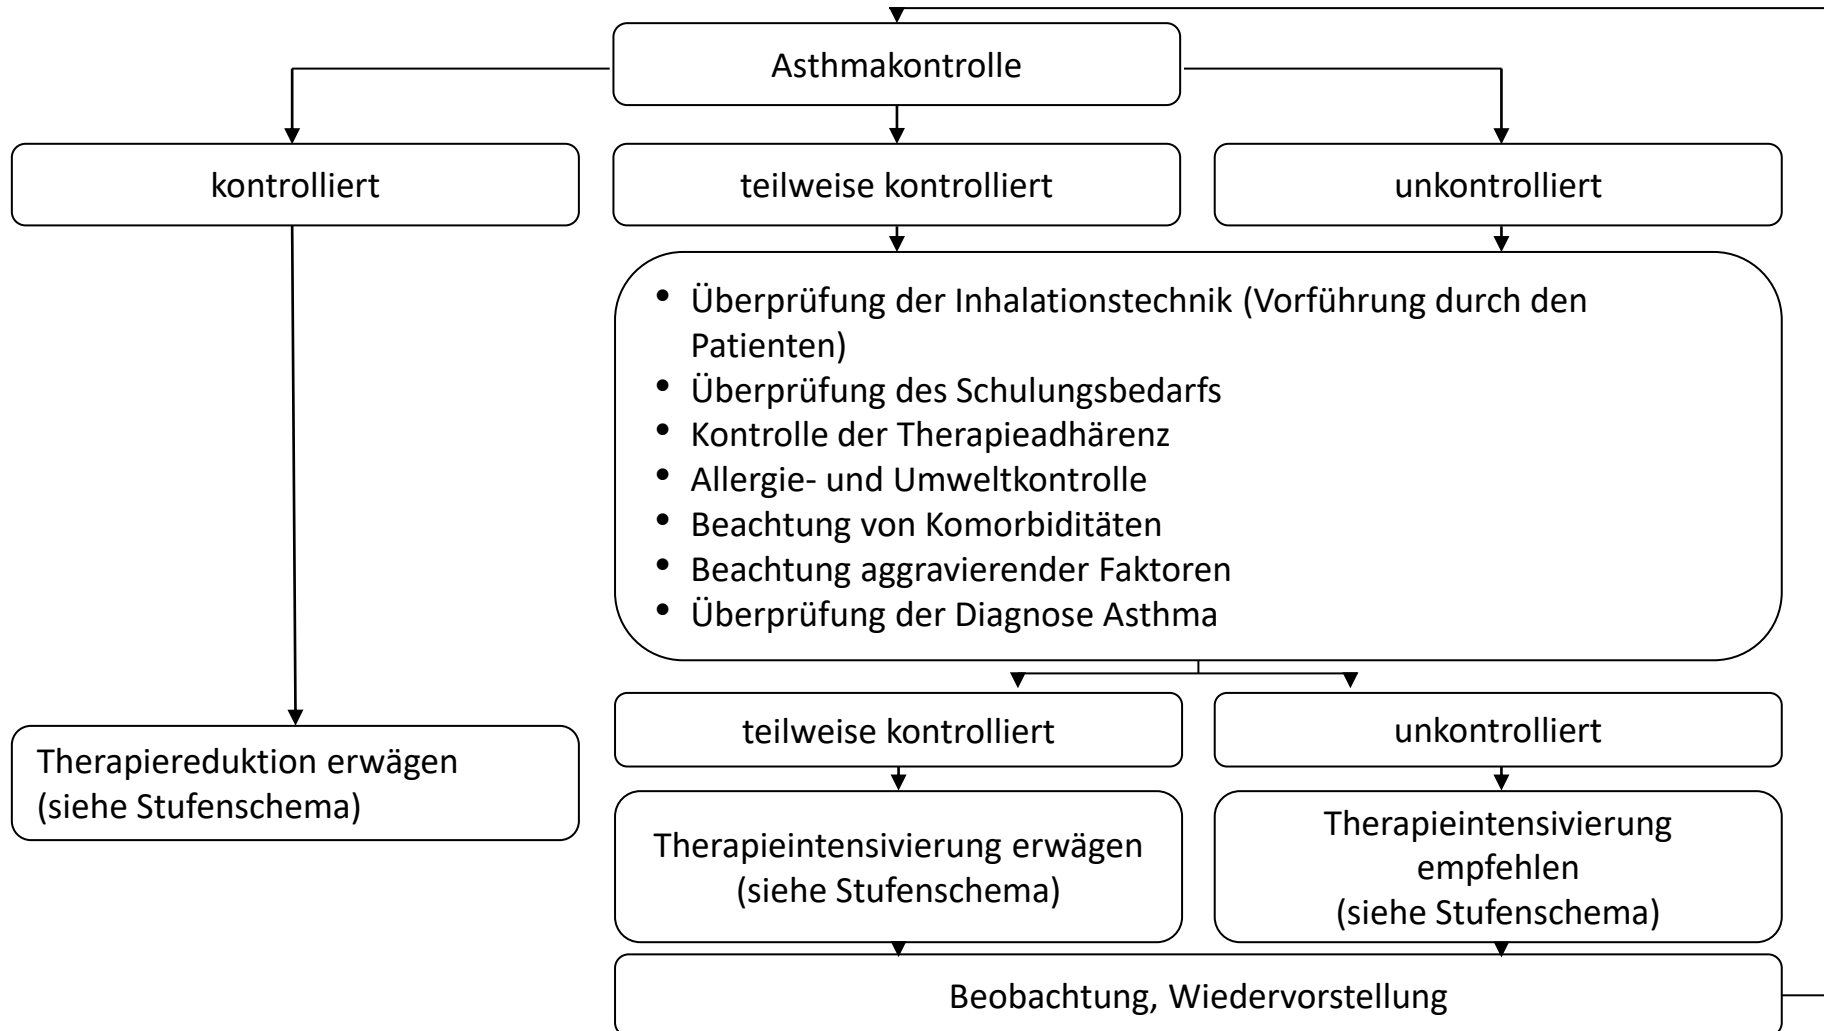 Asthmakontrolle
kontrolliert
teilweise kontrolliert
unkontrolliert
• Überprüfung der Inhalationstechnik (Vorführung durch den
Patienten)
• Überprüfung des Schulungsbedarfs
• Kontrolle der Therapieadhärenz
• Allergie- und Umweltkontrolle
• Beachtung von Komorbiditäten
• Beachtung aggravierender Faktoren
• Überprüfung der Diagnose Asthma
teilweise kontrolliert
unkontrolliert
Therapiereduktion erwägen
(siehe Stufenschema)
Therapieintensivierung erwägen
(siehe Stufenschema)
Therapieintensivierung
empfehlen
(siehe Stufenschema)
Beobachtung, Wiedervorstellung